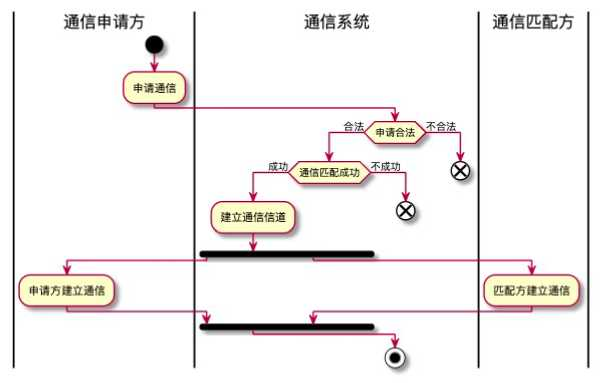 通信申请方
通信系统
通信匹配方
申请通信
合法
申请合法
不合法
成功
通信匹配成功
不成功
建立通信信道
申请方建立通信
匹配方建立通信